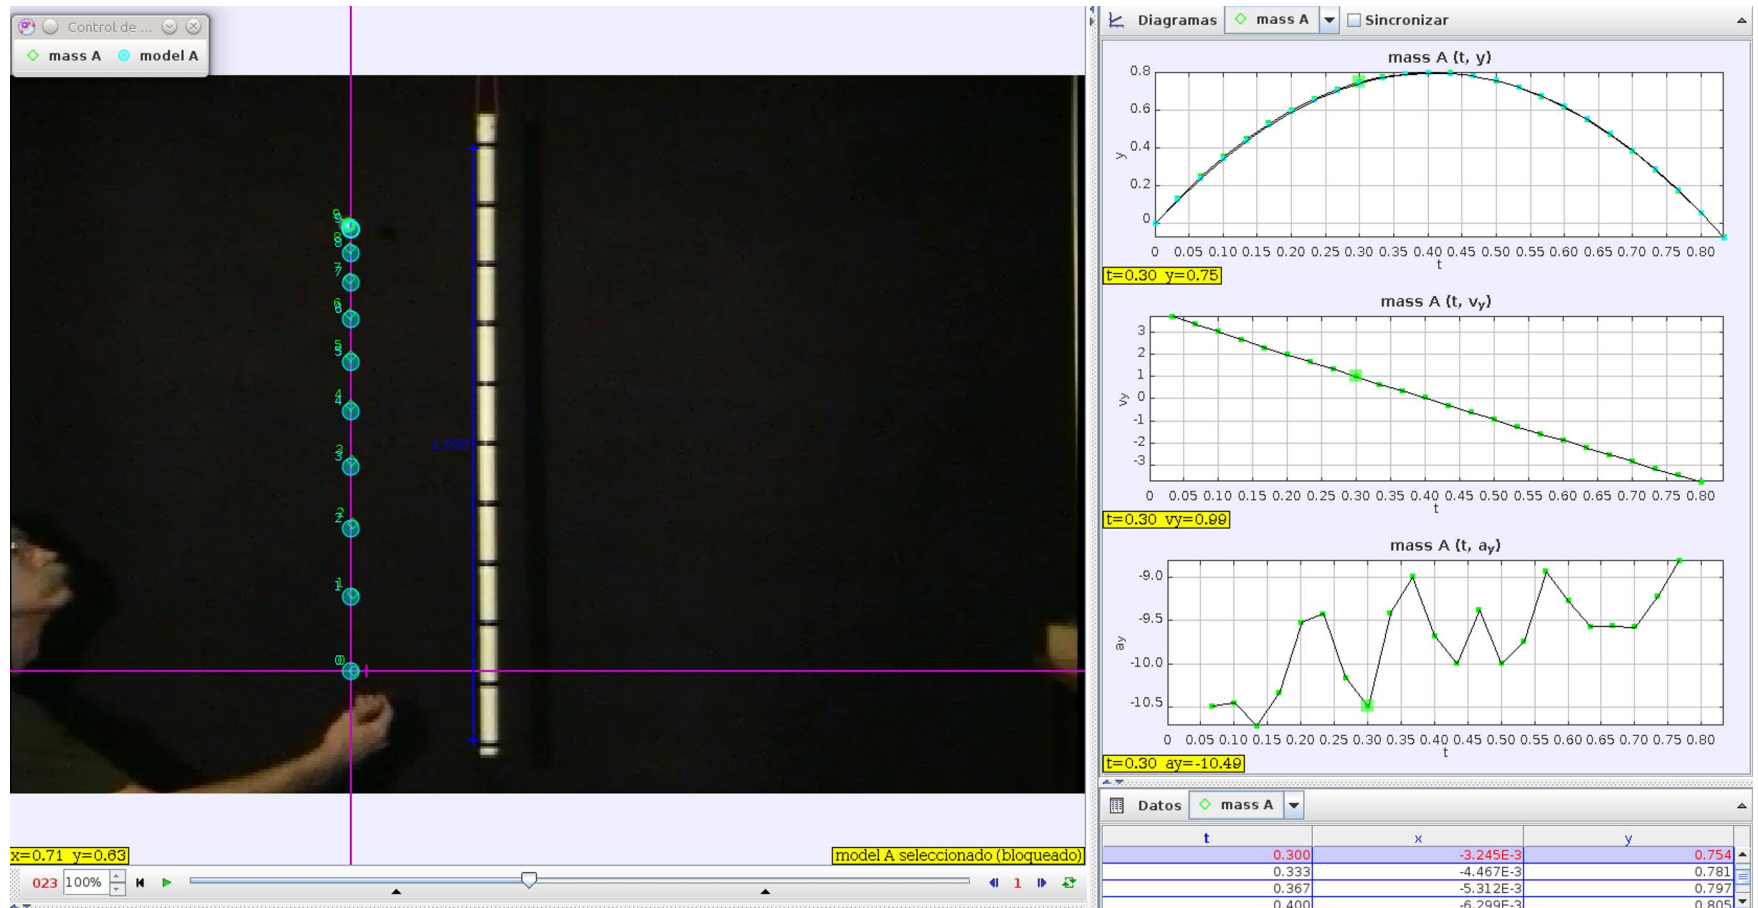 Control de ...
mass A model A
1.000
x=0.71 y=0.63
model A seleccionado (bloqueado)
023 100% 1
Diagramas mass A Sincronizar
mass A (t, y)
0.8
0.6
0.4
0.2
0
y
0 0.05 0.10 0.15 0.20 0.25 0.30 0.35 0.40 0.45 0.50 0.55 0.60 0.65 0.70 0.75 0.80
t
t=0.30 y=0.75
mass A (t, vy)
3
2
1
0
-1
-2
-3
vy
0 0.05 0.10 0.15 0.20 0.25 0.30 0.35 0.40 0.45 0.50 0.55 0.60 0.65 0.70 0.75 0.80
t
t=0.30 vy=0.99
mass A (t, ay)
-9.0
-9.5
-10.0
-10.5
ay
0 0.05 0.10 0.15 0.20 0.25 0.30 0.35 0.40 0.45 0.50 0.55 0.60 0.65 0.70 0.75 0.80
t
t=0.30 ay=-10.49
Datos mass A
t x y
0.300 -3.245E-3 0.754
0.333 -4.467E-3 0.781
0.367 -5.312E-3 0.797
0.400 -6.299E-3 0.805